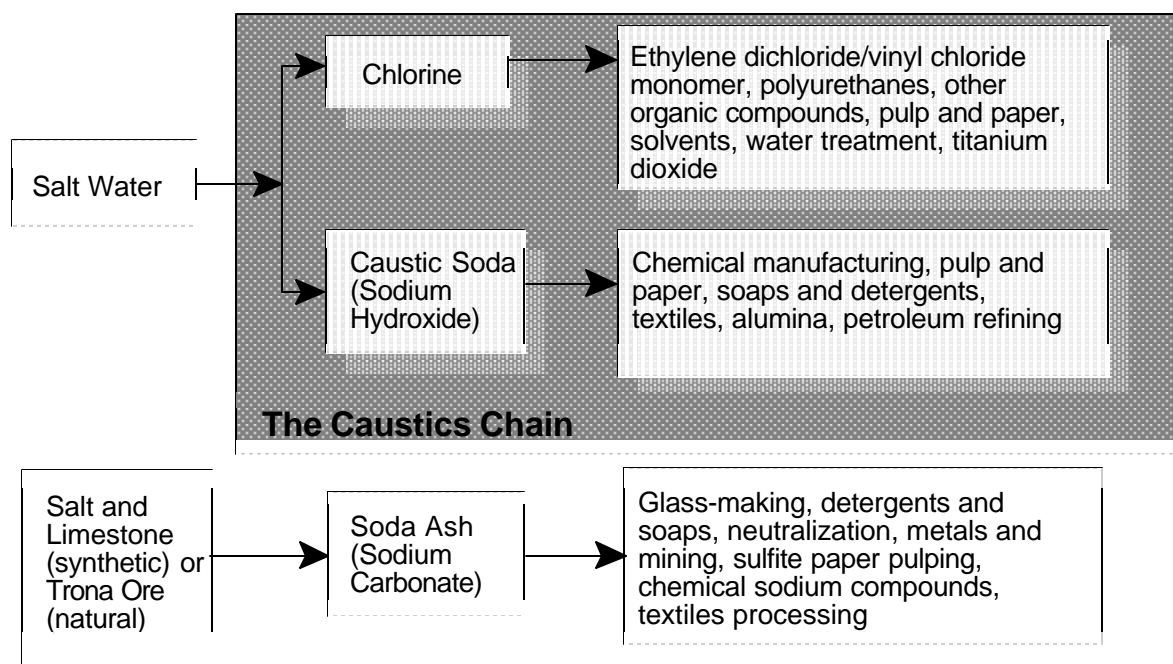 Chlorine
Ethylene dichloride/vinyl chloride
monomer, polyurethanes, other
organic compounds, pulp and paper,
solvents, water treatment, titanium
dioxide
Salt Water
Caustic Soda
(Sodium
Hydroxide)
Chemical manufacturing, pulp and
paper, soaps and detergents,
textiles, alumina, petroleum refining
The Caustics Chain
Salt and
Limestone
(synthetic) or
Trona Ore
(natural)
Soda Ash
(Sodium
Carbonate)
Glass-making, detergents and
soaps, neutralization, metals and
mining, sulfite paper pulping,
chemical sodium compounds,
textiles processing